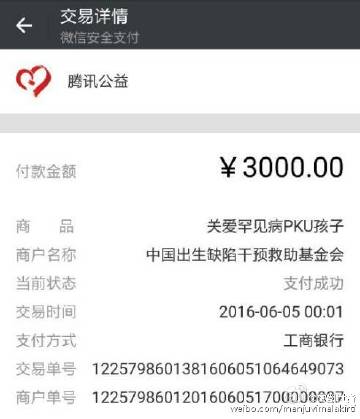 交易详情
微信安全支付
腾讯公益
付款金额 ￥3000.00
商 品 关爱罕见病PKU孩子
商户名称 中国出生缺陷干预救助基金会
当前状态 支付成功
交易时间 2016-06-05 00:01
支付方式 工商银行
交易单号 1225798601381606051064649073
商户单号
weibo.com/manjuvimalakird